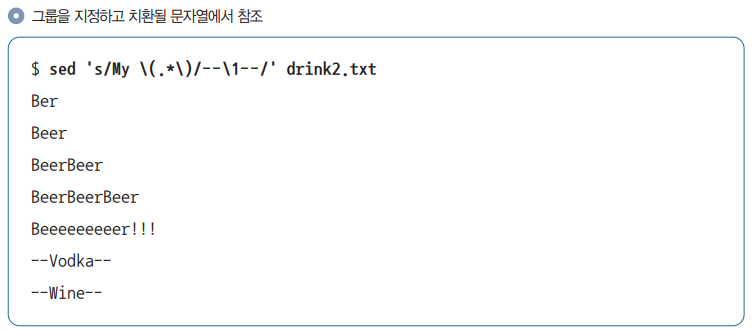 그룹을 지정하고 치환될 문자열에서 참조
$ sed 's/My \(.*\)/--\1--/' drink2.txt
Ber
Beer
BeerBeer
BeerBeerBeer
Beeeeeeeeer!!!
--Vodka--
--Wine--